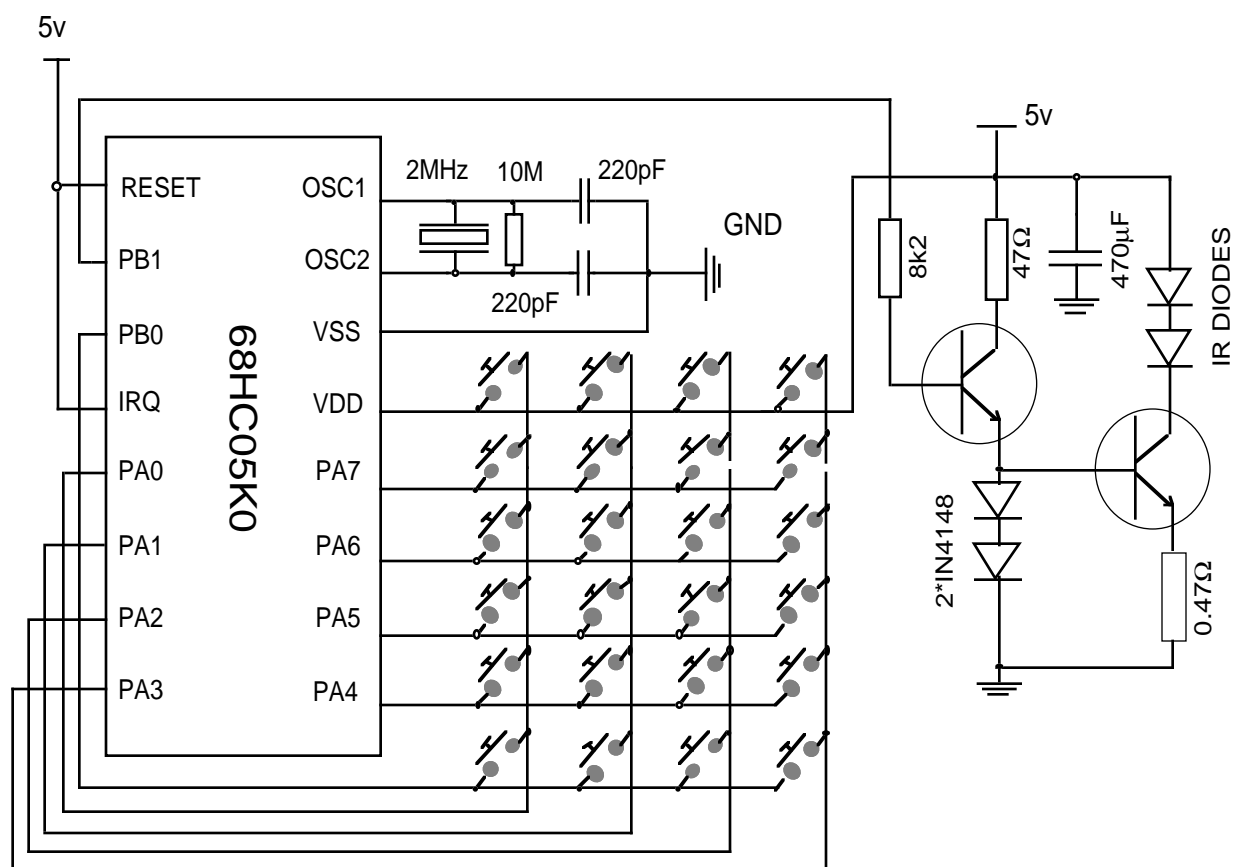 5v
5v
2MHz
10M
220pF
RESET
OSC1
GND
PB1
OSC2
220pF
8k2
47Ω
470µF
IR DIODES
PB0
VSS
68HC05K0
IRQ
VDD
PA0
PA7
PA1
PA6
2*IN4148
PA2
PA5
0.47Ω
PA3
PA4